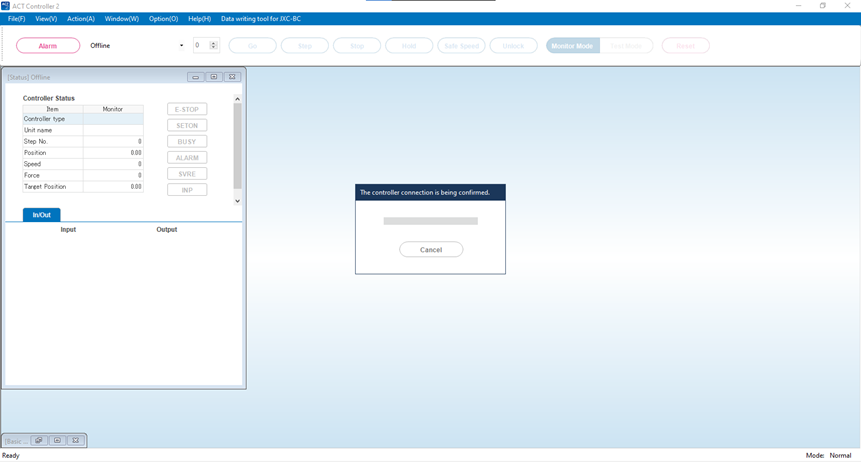 ACT Controller 2
File(F) View(V) Action(A) Window(W) Option(O) Help(H) Data writing tool for JXC-BC
Alarm Offline 0 Go Step Stop Hold Safe Speed Unlock Monitor Mode Test Mode Reset
[Status] Offline
Controller Status
Item Monitor
Controller type
Unit name
Step No. 0
Position 0.00
Speed 0
Force 0
Target Position 0.00
E-STOP
SETON
BUSY
ALARM
SVRE
INP
In/Out
Input Output
The controller connection is being confirmed.
Cancel
[Basic ...
Ready Mode: Normal